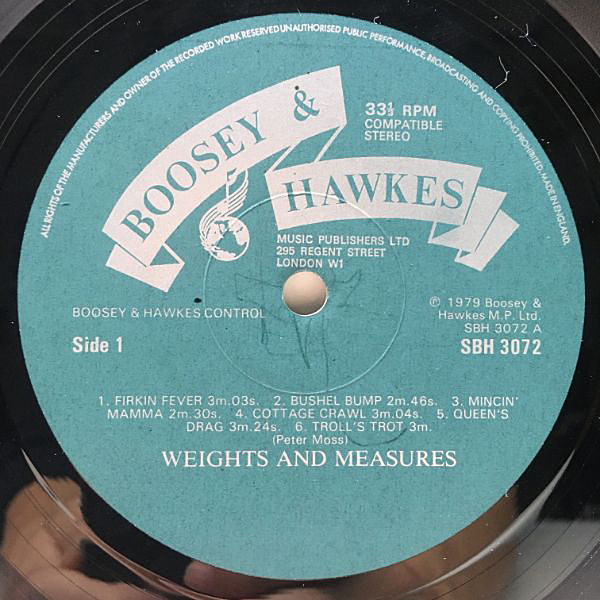 ALL RIGHTS OF THE MANUFACTURERS AND OWNER OF THE RECORDED WORK RESERVED UNAUTHORISED PUBLIC PERFORMANCE, BROADCASTING AND COPYING PROHIBITED. MADE IN ENGLAND.
BOOSEY &
HAWKES
33⅓ RPM
COMPATIBLE
STEREO
MUSIC PUBLISHERS LTD
295 REGENT STREET
LONDON W1
BOOSEY & HAWKES CONTROL
Side 1
℗ 1979 Boosey &
Hawkes M.P. Ltd.
SBH 3072 A
SBH 3072
1. FIRKIN FEVER 3m.03s. 2. BUSHEL BUMP 2m.46s. 3. MINCIN'
MAMMA 2m.30s. 4. COTTAGE CRAWL 3m.04s. 5. QUEEN'S
DRAG 3m.24s. 6. TROLL'S TROT 3m.
(Peter Moss)
WEIGHTS AND MEASURES